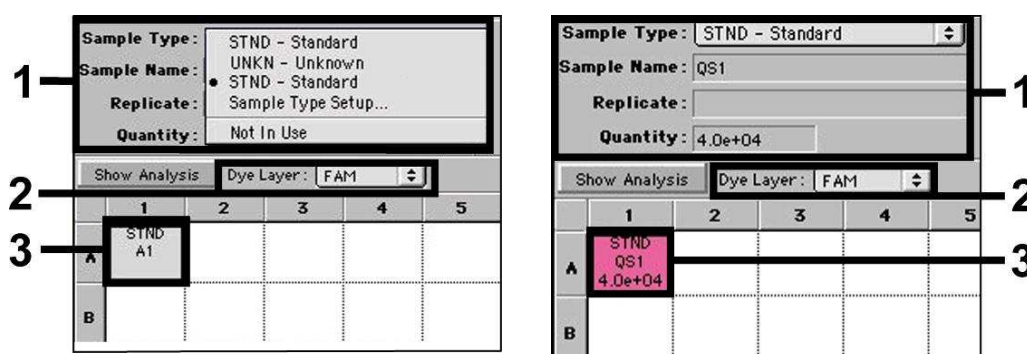 Sample Type:
STND - Standard
UNKN - Unknown
STND - Standard
Sample Type Setup...
Not In Use
Sample Name:
Replicate:
Quantity:
1
Show Analysis
Dye Layer: FAM
2
1 2 3 4 5
A
STND
A1
3
B
Sample Type: STND - Standard
Sample Name: QS1
Replicate:
Quantity: 4.0e+04
1
Show Analysis
Dye Layer: FAM
2
1 2 3 4 5
A
STND
QS1
4.0e+04
3
B